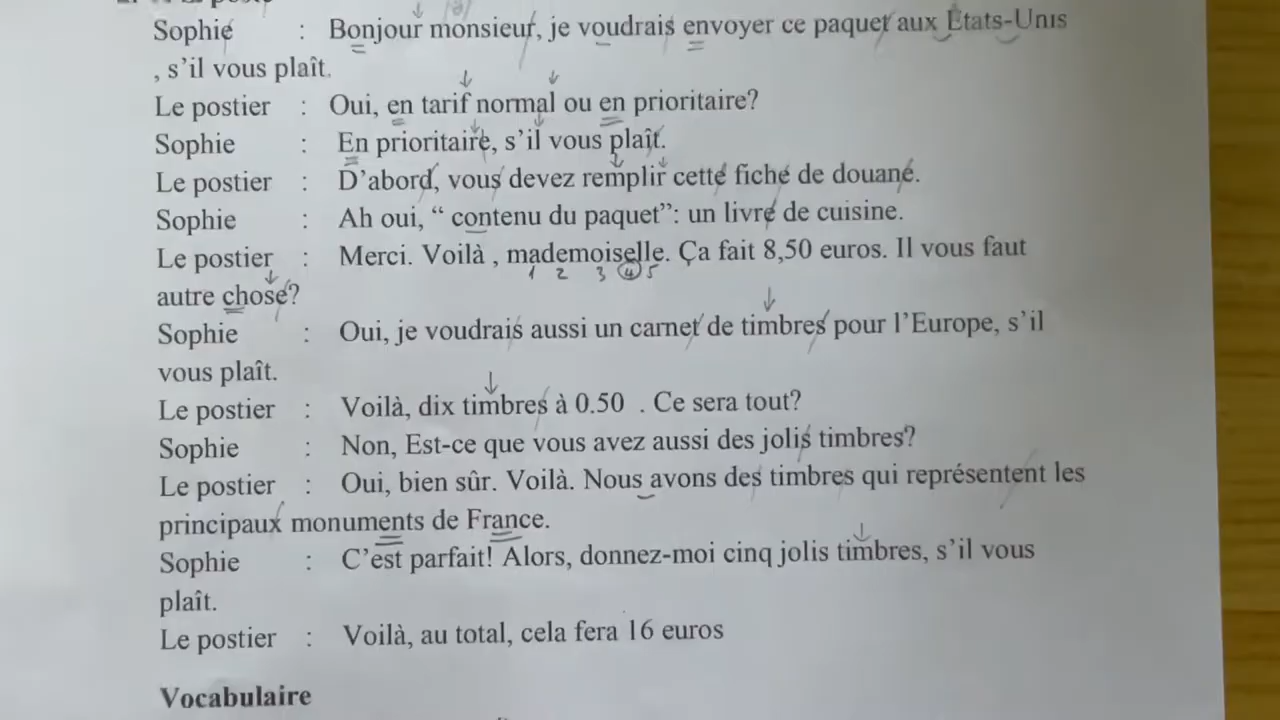 Sophie : Bonjour monsieur, je voudrais envoyer ce paquet aux États-Unis
, s'il vous plaît.
Le postier : Oui, en tarif normal ou en prioritaire?
Sophie : En prioritaire, s'il vous plaît.
Le postier : D'abord, vous devez remplir cette fiche de douane.
Sophie : Ah oui, “ contenu du paquet”: un livre de cuisine.
Le postier : Merci. Voilà , mademoiselle. Ça fait 8,50 euros. Il vous faut
1 2 3 4 5
autre chose?
Sophie : Oui, je voudrais aussi un carnet de timbres pour l'Europe, s'il
vous plaît.
Le postier : Voilà, dix timbres à 0.50 . Ce sera tout?
Sophie : Non, Est-ce que vous avez aussi des jolis timbres?
Le postier : Oui, bien sûr. Voilà. Nous avons des timbres qui représentent les
principaux monuments de France.
Sophie : C'est parfait! Alors, donnez-moi cinq jolis timbres, s'il vous
plaît.
Le postier : Voilà, au total, cela fera 16 euros
Vocabulaire